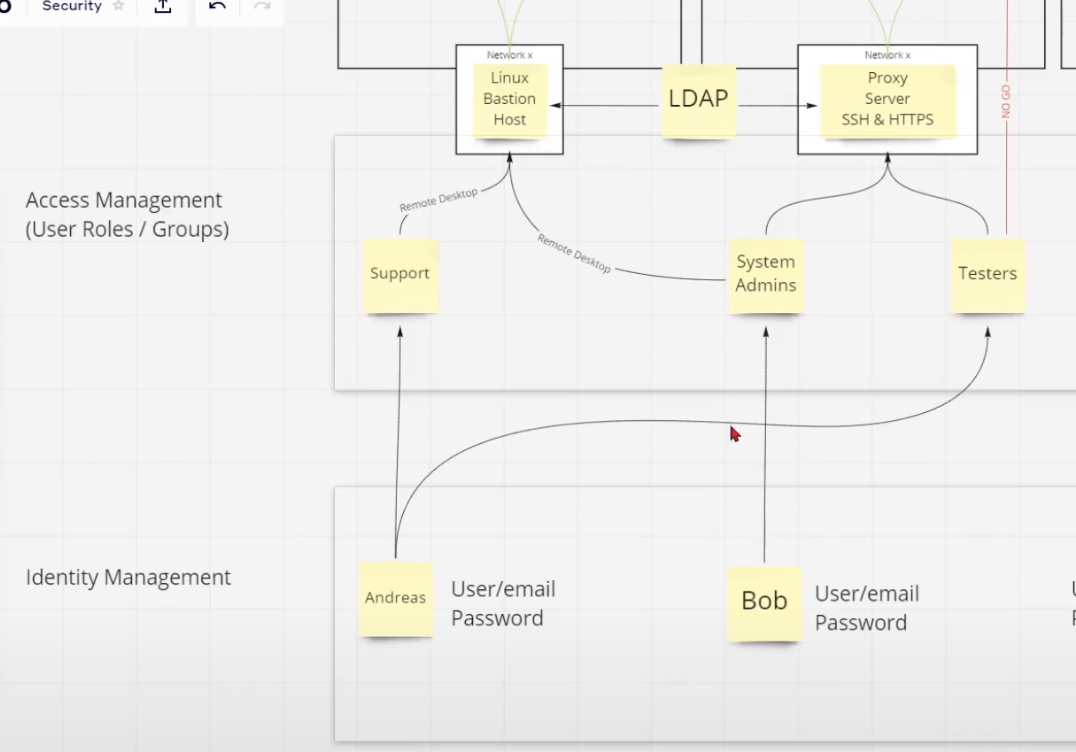 Security
Network x
Linux
Bastion
Host
LDAP
Network x
Proxy
Server
SSH & HTTPS
NO GO
Access Management
(User Roles / Groups)
Remote Desktop
Remote Desktop
Support
System
Admins
Testers
Identity Management
Andreas
User/email
Password
Bob
User/email
Password